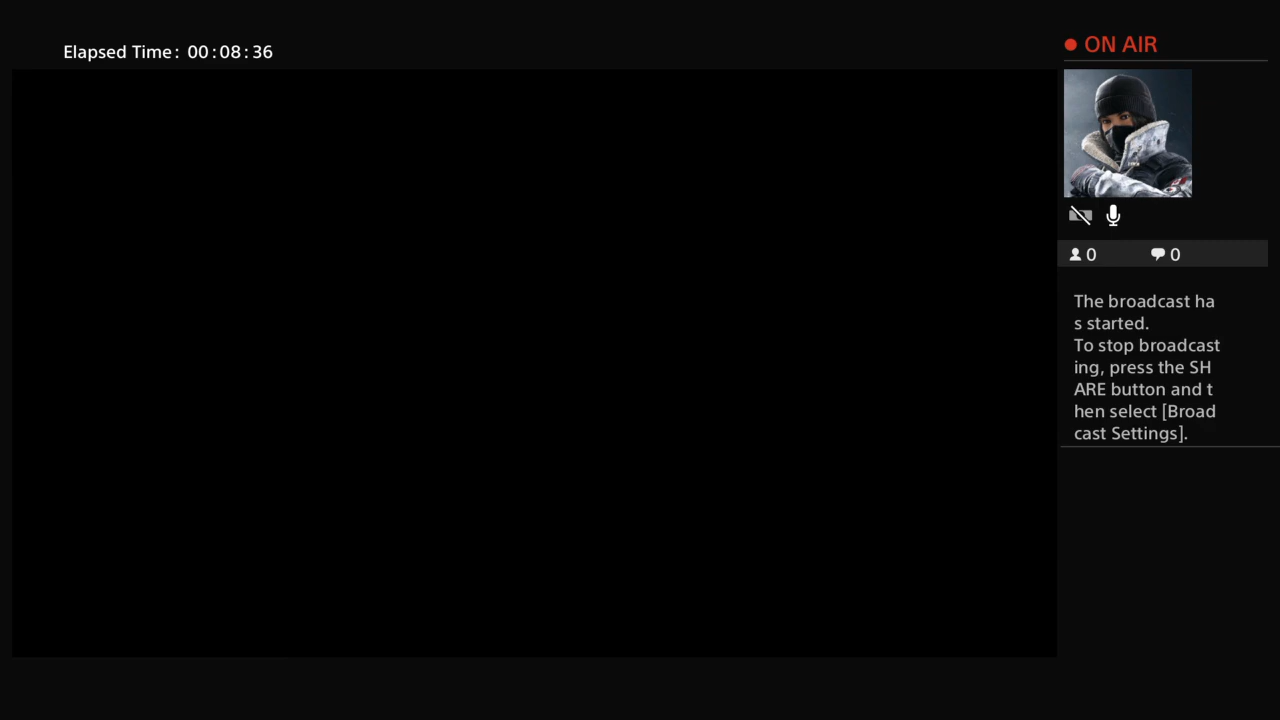 Elapsed Time: 00:08:36
ON AIR
0 0
The broadcast ha
s started.
To stop broadcast
ing, press the SH
ARE button and t
hen select [Broad
cast Settings].